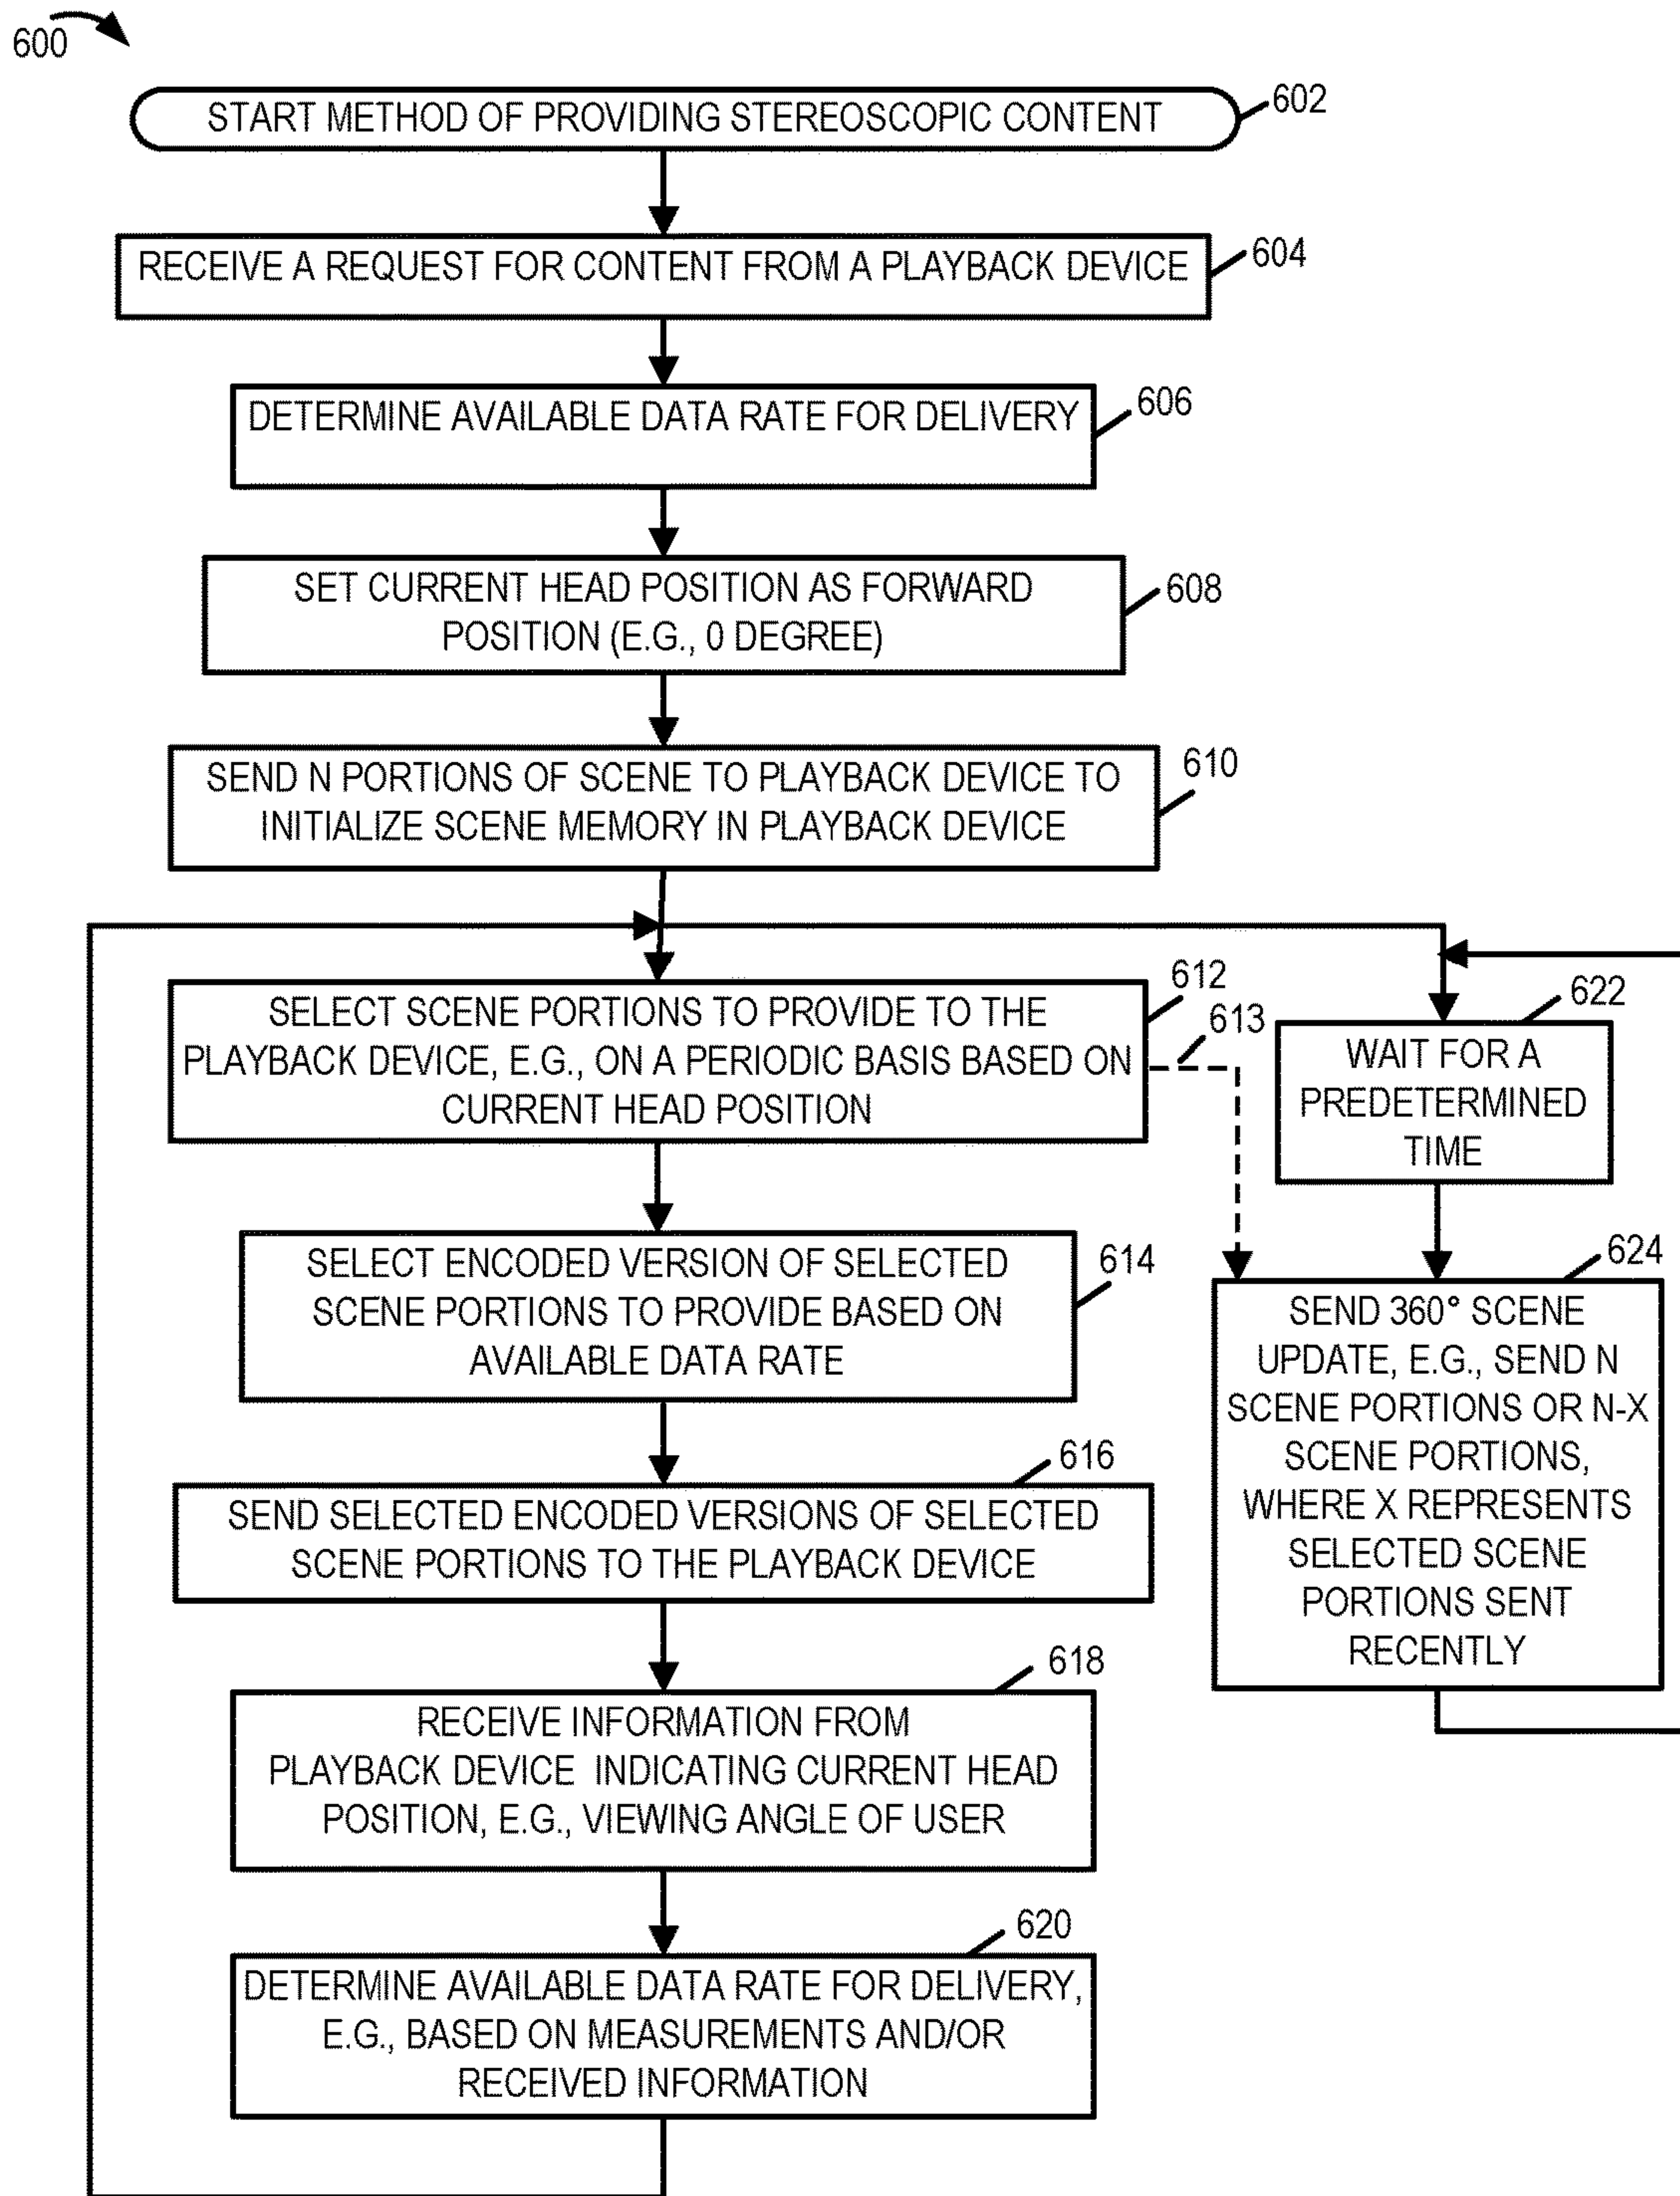 600
START METHOD OF PROVIDING STEREOSCOPIC CONTENT
602
RECEIVE A REQUEST FOR CONTENT FROM A PLAYBACK DEVICE
604
DETERMINE AVAILABLE DATA RATE FOR DELIVERY
606
SET CURRENT HEAD POSITION AS FORWARD
POSITION (E.G., 0 DEGREE)
608
SEND N PORTIONS OF SCENE TO PLAYBACK DEVICE TO
INITIALIZE SCENE MEMORY IN PLAYBACK DEVICE
610
SELECT SCENE PORTIONS TO PROVIDE TO THE
PLAYBACK DEVICE, E.G., ON A PERIODIC BASIS BASED ON
CURRENT HEAD POSITION
612
613
SELECT ENCODED VERSION OF SELECTED
SCENE PORTIONS TO PROVIDE BASED ON
AVAILABLE DATA RATE
614
SEND SELECTED ENCODED VERSIONS OF SELECTED
SCENE PORTIONS TO THE PLAYBACK DEVICE
616
RECEIVE INFORMATION FROM
PLAYBACK DEVICE INDICATING CURRENT HEAD
POSITION, E.G., VIEWING ANGLE OF USER
618
DETERMINE AVAILABLE DATA RATE FOR DELIVERY,
E.G., BASED ON MEASUREMENTS AND/OR
RECEIVED INFORMATION
620
WAIT FOR A
PREDETERMINED
TIME
622
SEND 360° SCENE
UPDATE, E.G., SEND N
SCENE PORTIONS OR N-X
SCENE PORTIONS,
WHERE X REPRESENTS
SELECTED SCENE
PORTIONS SENT
RECENTLY
624